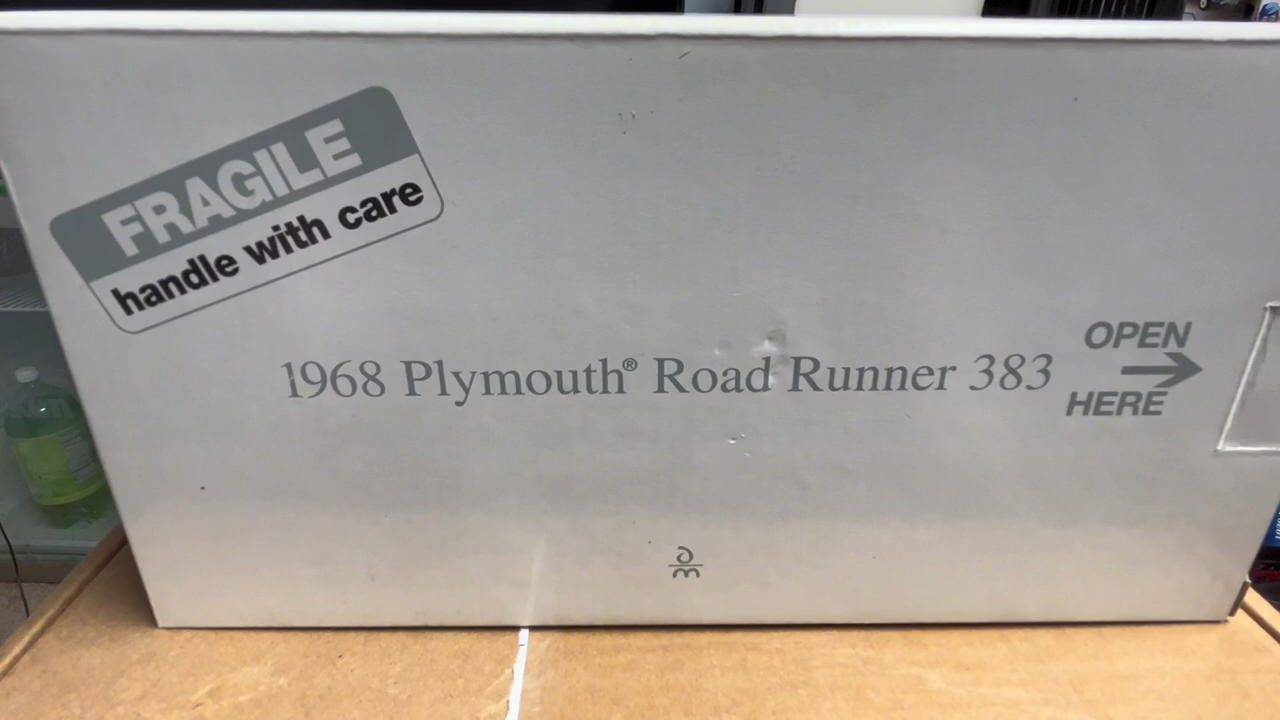 FRAGILE
handle with care
1968 Plymouth® Road Runner 383
OPEN
HERE